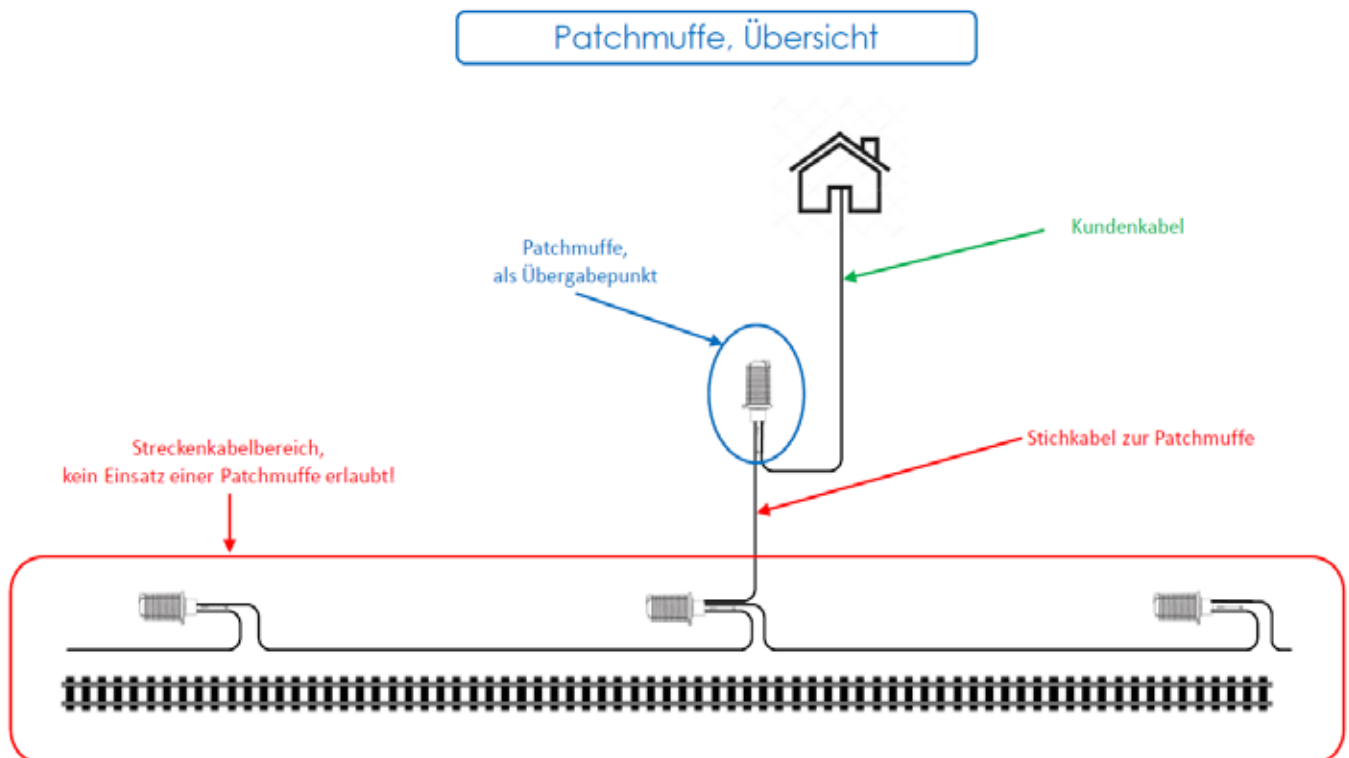 Patchmuffe, Übersicht
Kundenkabel
Patchmuffe,
als Übergabepunkt
Stichkabel zur Patchmuffe
Streckenkabelbereich,
kein Einsatz einer Patchmuffe erlaubt!